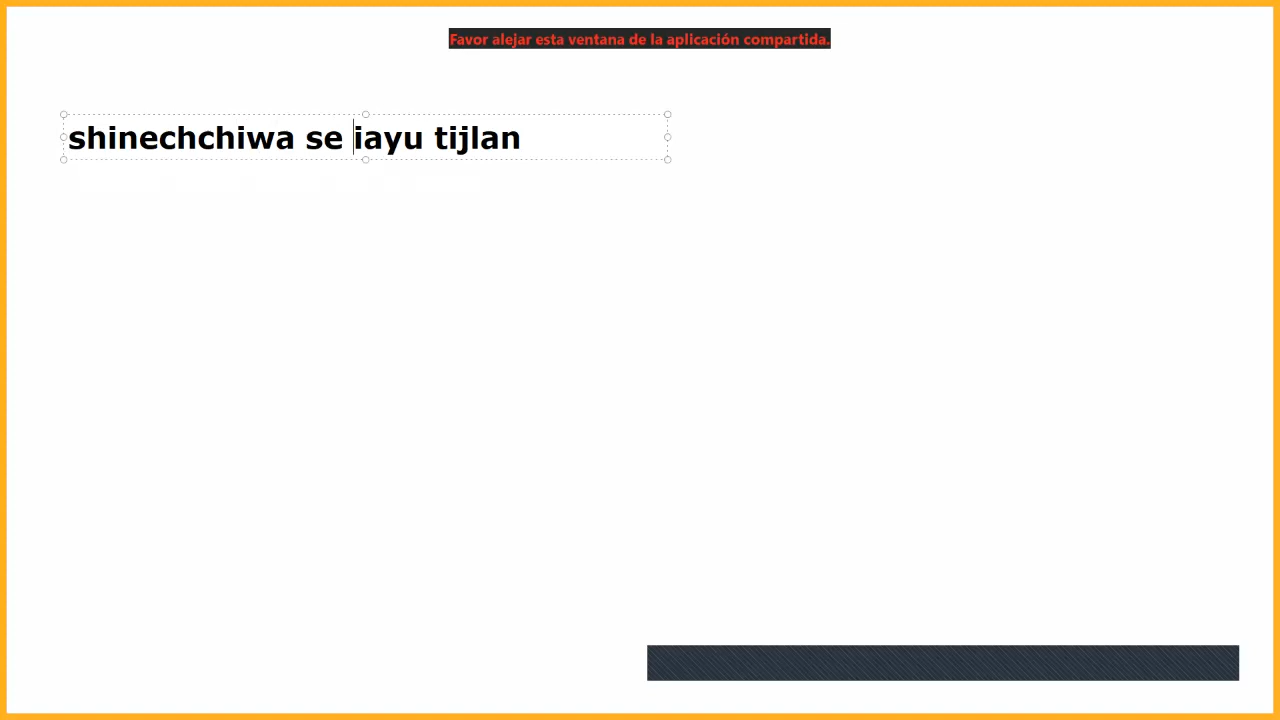 Favor alejar esta ventana de la aplicación compartida.
shinechchiwa se iayu tijlan